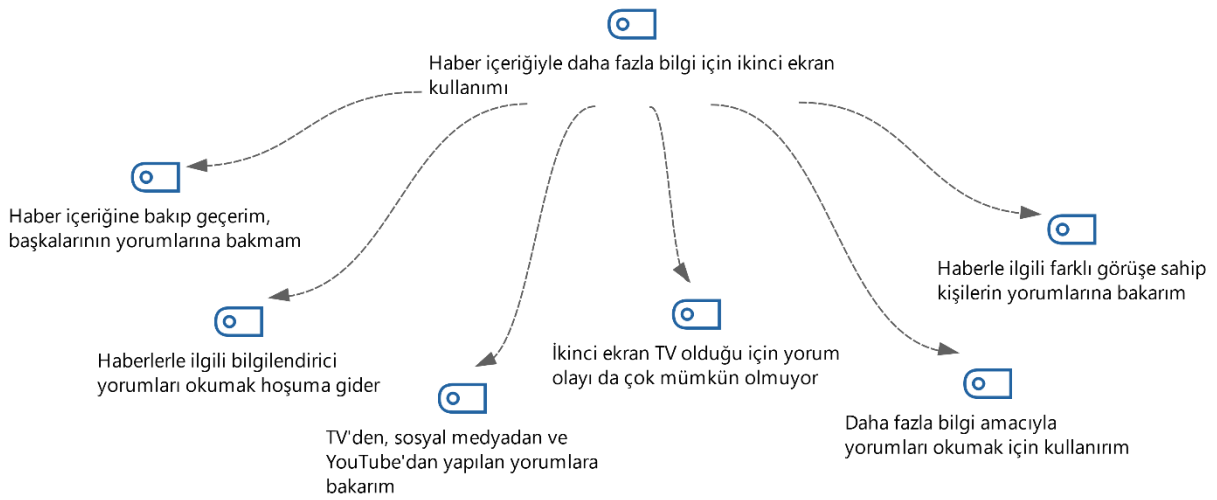 Haber içeriğiyle daha fazla bilgi için ikinci ekran
kullanımı
Haber içeriğine bakıp geçerim,
başkalarının yorumlarına bakmam
Haberle ilgili farklı görüşe sahip
kişilerin yorumlarına bakarım
Haberlerle ilgili bilgilendirici
yorumları okumak hoşuma gider
İkinci ekran TV olduğu için yorum
olayı da çok mümkün olmuyor
TV'den, sosyal medyadan ve
YouTube'dan yapılan yorumlara
bakarım
Daha fazla bilgi amacıyla
yorumları okumak için kullanırım